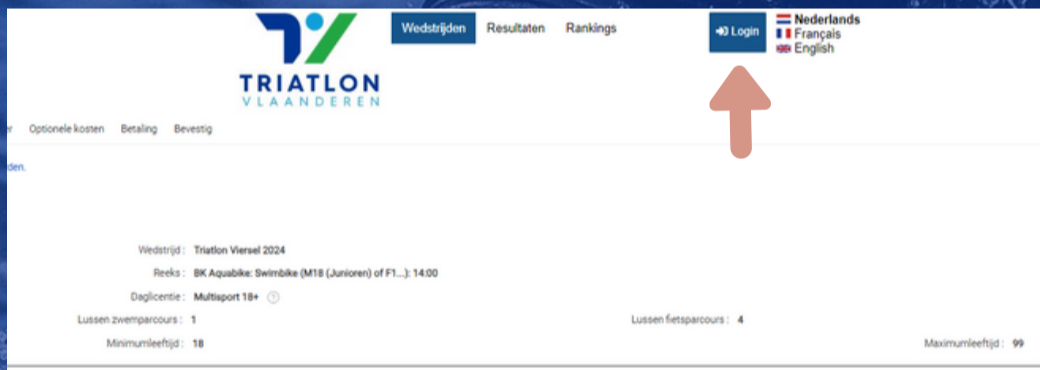 Wedstrijden Resultaten Rankings Login Nederlands
Français
English
TRIATLON
VLAANDEREN
Optionele kosten Betaling Bevestig
den.
Wedstrijd : Triatlon Viersel 2024
Reeks : BK Aquabike: Swimbike (M18 (Junioren) of F1...): 14:00
Daglicentie : Multisport 18+ ?
Lussen zwemparcours : 1 Lussen fietsparcours : 4
Minimumleeftijd : 18 Maximumleeftijd : 99